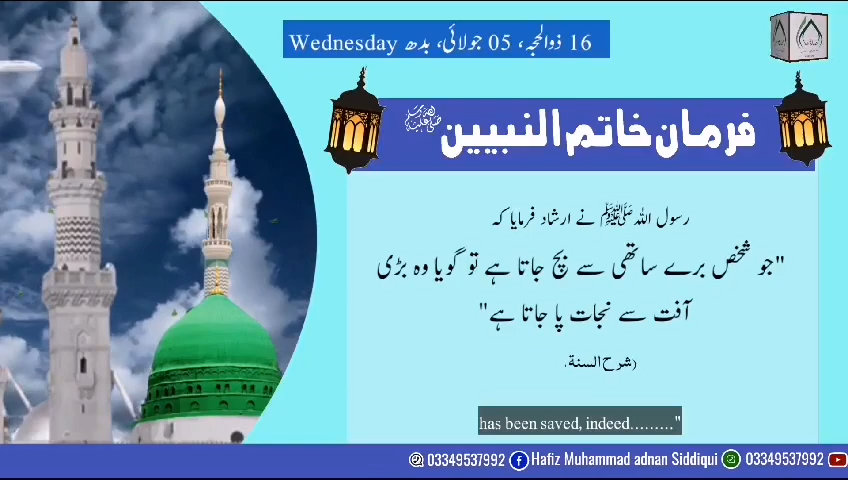 16 ذوالحجہ، 05 جولائی، بدھ Wednesday
فرمان خاتم النبیین ﷺ
رسول اللہ ﷺ نے ارشاد فرمایا کہ
"جو شخص برے ساتھی سے بچ جاتا ہے تو گویا وہ بڑی
آفت سے نجات پا جاتا ہے"
(شرح السنة،
has been saved, indeed………"
03349537992 Hafiz Muhammad adnan Siddiqui 03349537992